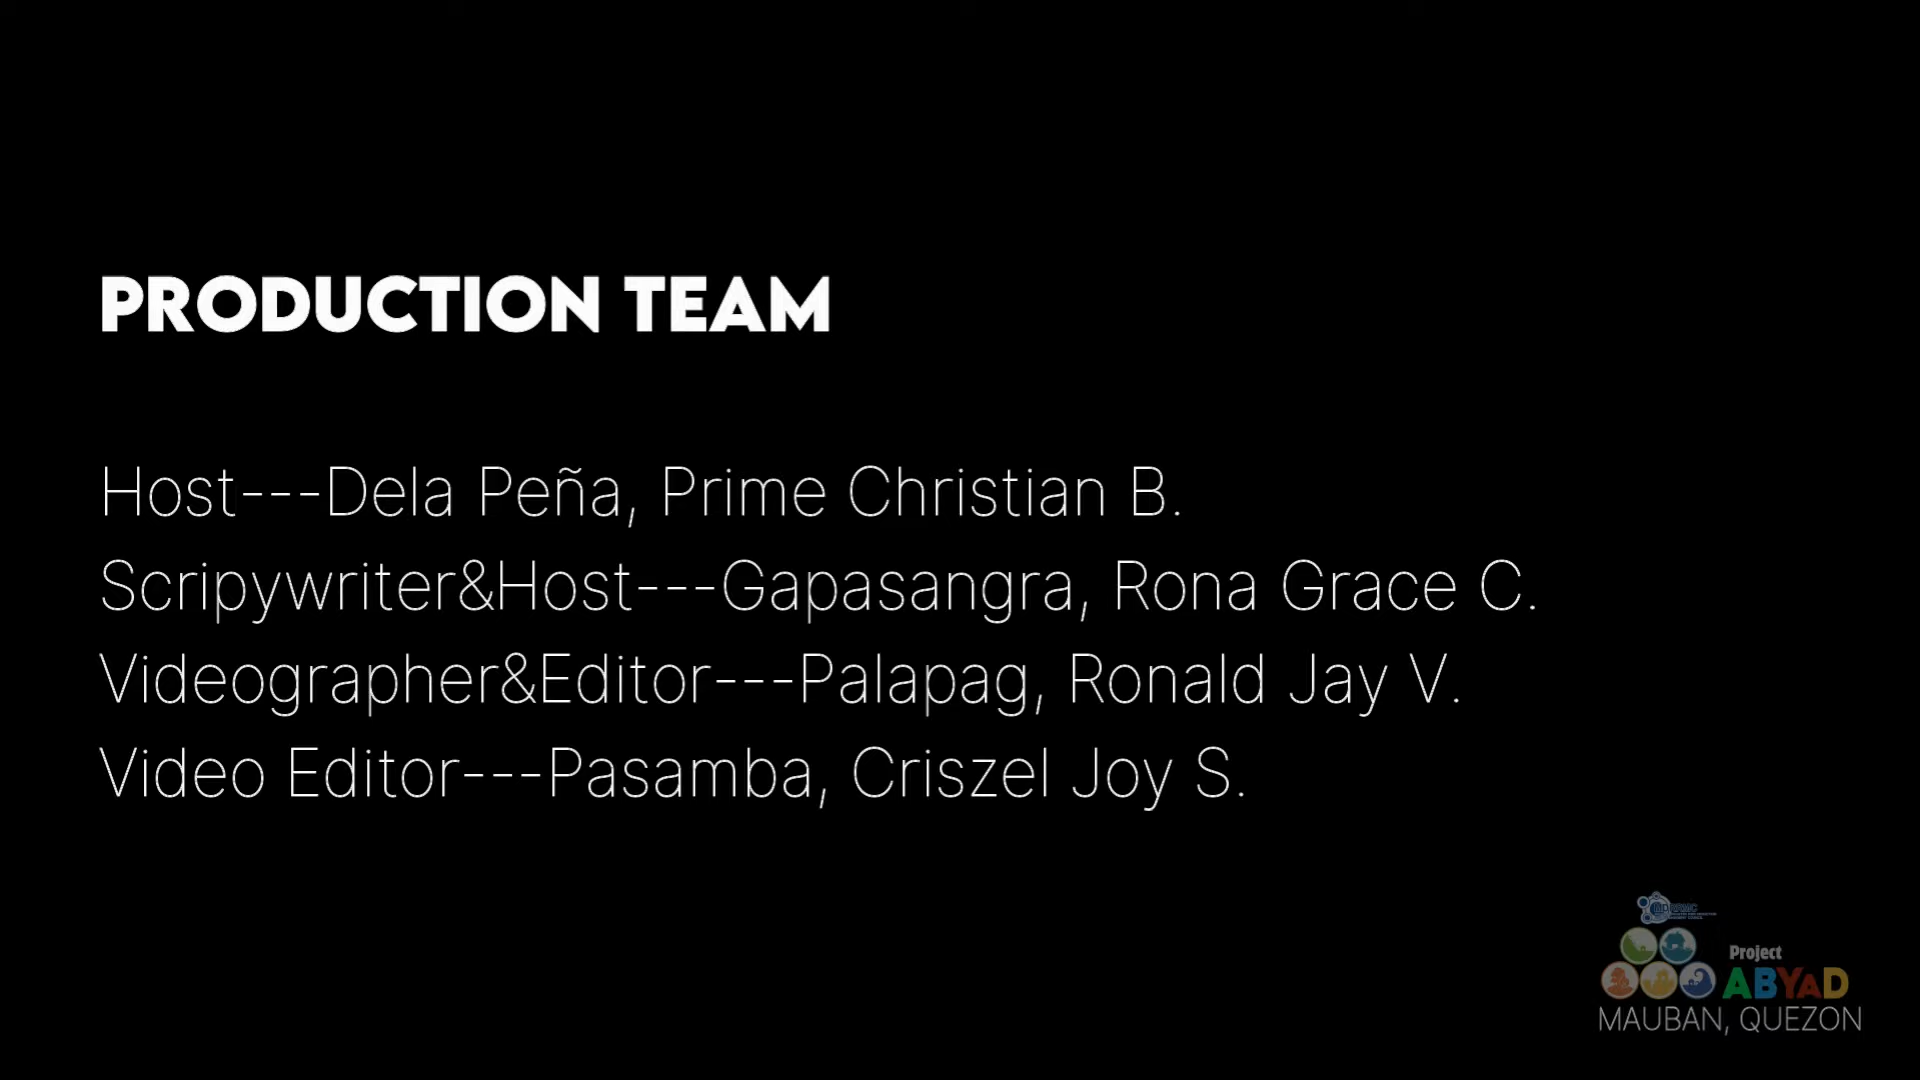 PRODUCTION TEAM
Host---Dela Peña, Prime Christian B.
Scripywriter&Host---Gapasangra, Rona Grace C.
Videographer&Editor---Palapag, Ronald Jay V.
Video Editor---Pasamba, Criszel Joy S.
Project
ABYAD
MAUBAN, QUEZON